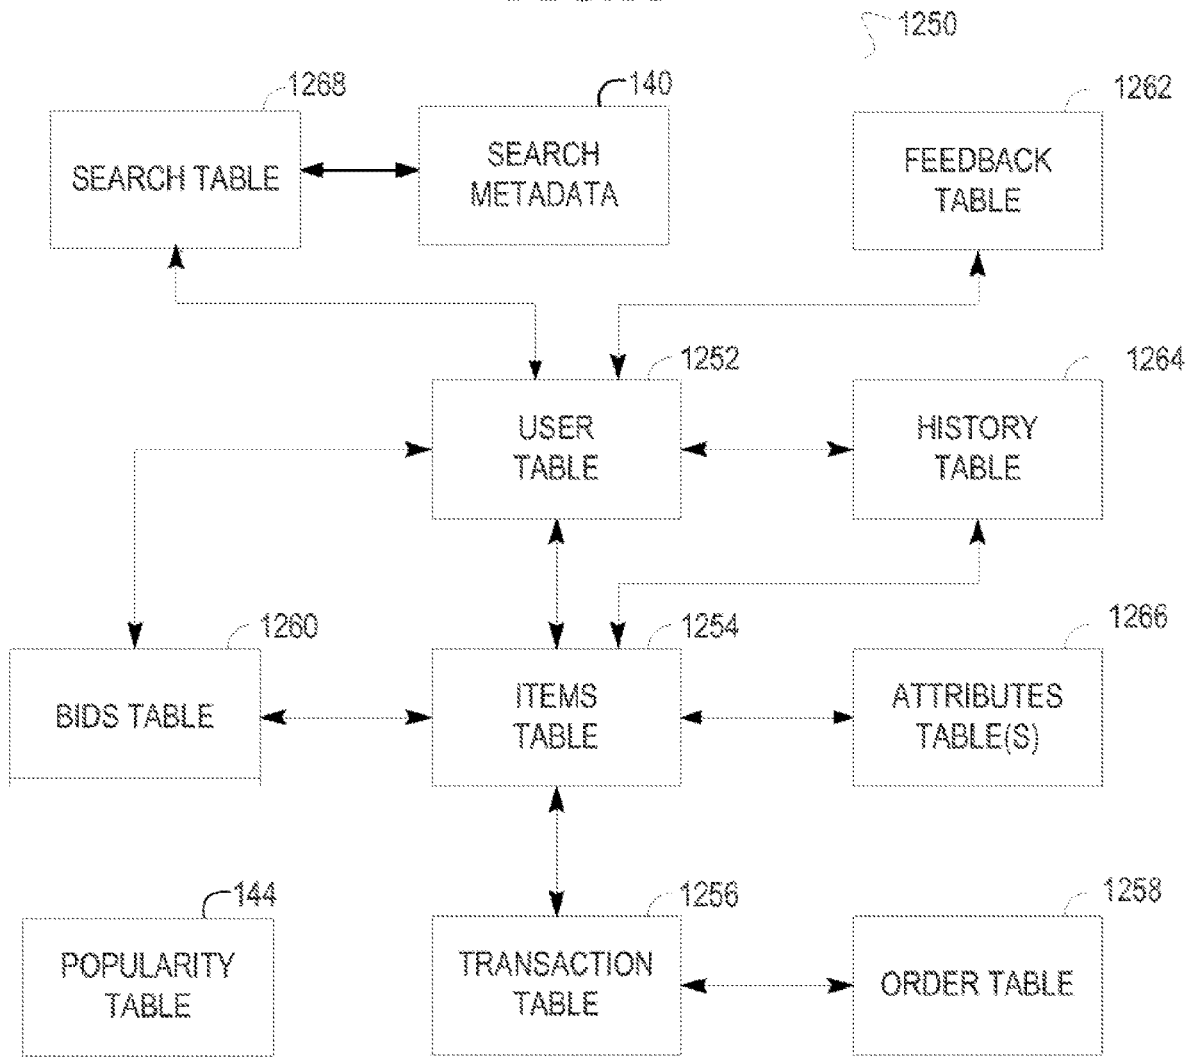 1250
1268
140
1262
SEARCH TABLE
SEARCH
METADATA
FEEDBACK
TABLE
1252
1264
USER
TABLE
HISTORY
TABLE
1260
1254
1266
BIDS TABLE
ITEMS
TABLE
ATTRIBUTES
TABLE(S)
144
1256
1258
POPULARITY
TABLE
TRANSACTION
TABLE
ORDER TABLE